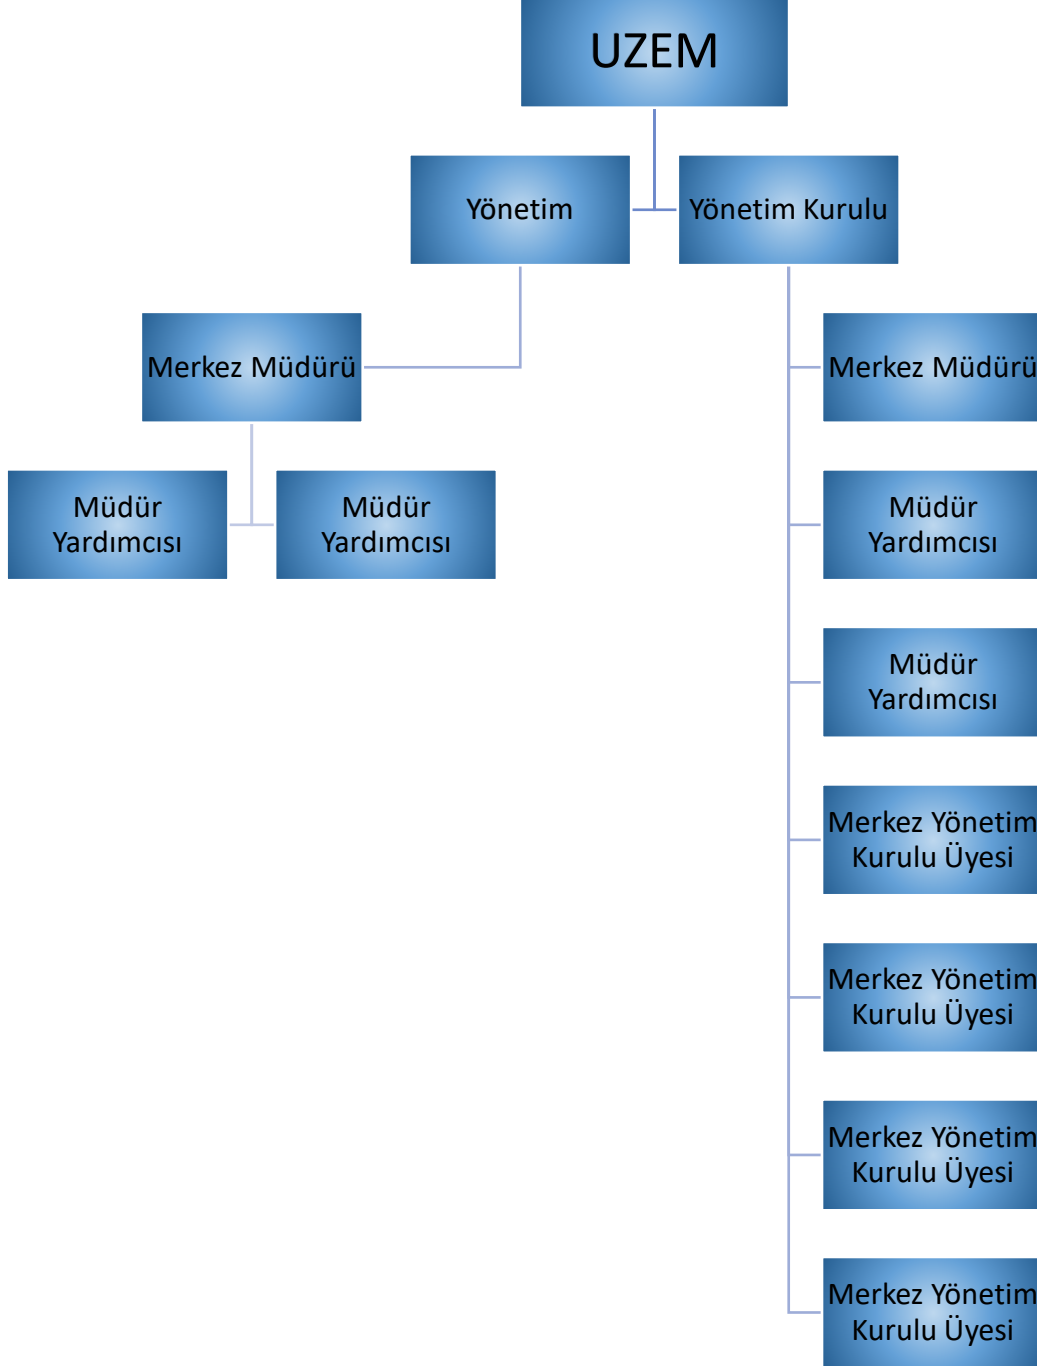 UZEM
Yönetim
Yönetim Kurulu
Merkez Müdürü
Müdür
Yardımcısı
Müdür
Yardımcısı
Merkez Müdürü
Müdür
Yardımcısı
Müdür
Yardımcısı
Merkez Yönetim
Kurulu Üyesi
Merkez Yönetim
Kurulu Üyesi
Merkez Yönetim
Kurulu Üyesi
Merkez Yönetim
Kurulu Üyesi